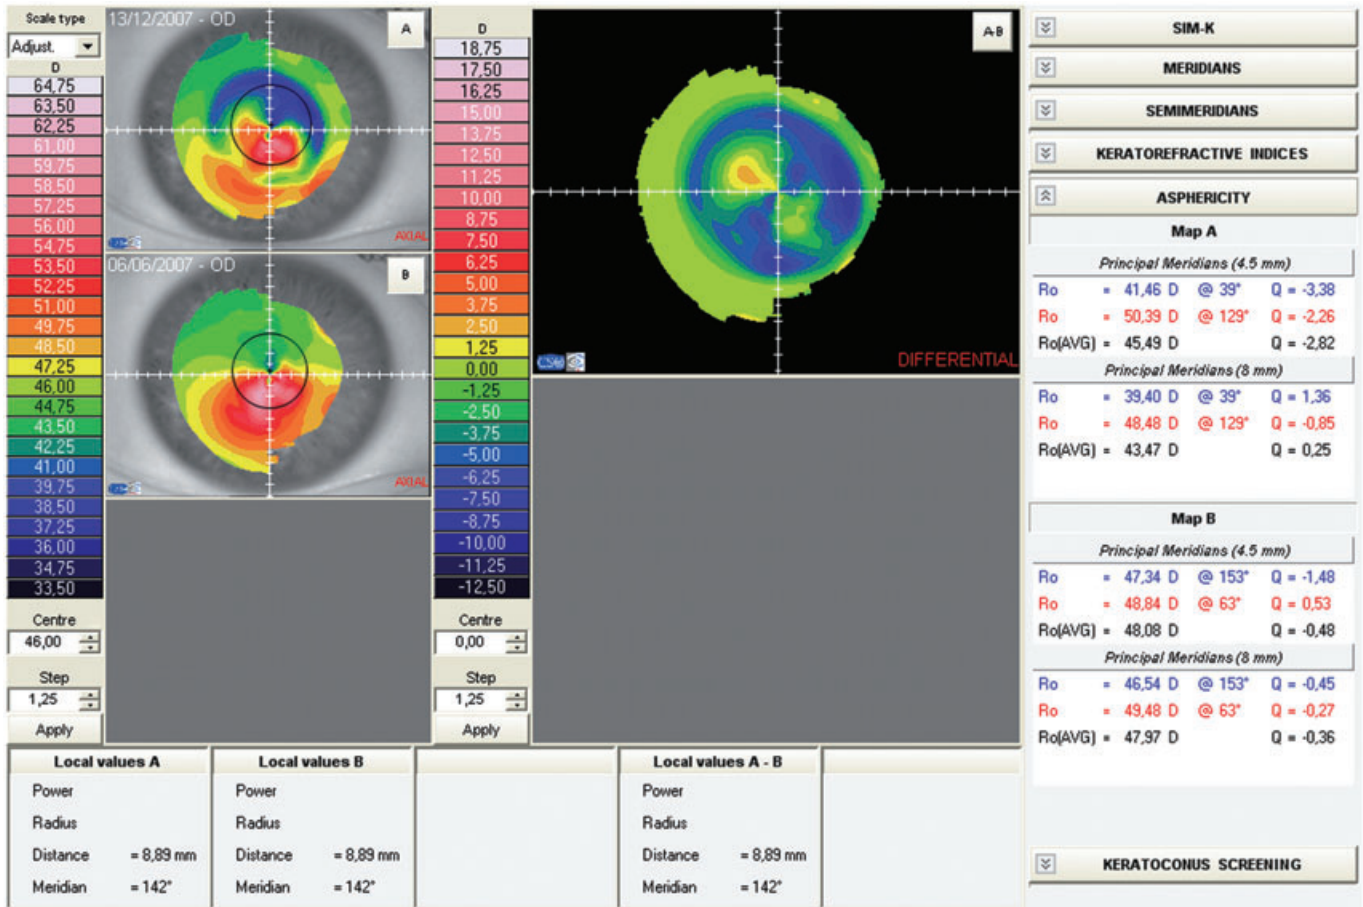 Scale type
Adjust.
D
64,75
63,50
62,25
61,00
59,75
58,50
57,25
56,00
54,75
53,50
52,25
51,00
49,75
48,50
47,25
46,00
44,75
43,50
42,25
41,00
39,75
38,50
37,25
36,00
34,75
33,50
Centre
46,00
Step
1,25
Apply
13/12/2007 - OD
A
AXIAL
CSO
06/06/2007 - OD
B
AXIAL
CSO
D
18,75
17,50
16,25
15,00
13,75
12,50
11,25
10,00
8,75
7,50
6,25
5,00
3,75
2,50
1,25
0,00
-1,25
-2,50
-3,75
-5,00
-6,25
-7,50
-8,75
-10,00
-11,25
-12,50
Centre
0,00
Step
1,25
Apply
A-B
CSO
DIFFERENTIAL
SIM-K
MERIDIANS
SEMIMERIDIANS
KERATOREFRACTIVE INDICES
ASPHERICITY
Map A
Principal Meridians (4.5 mm)
Ro = 41,46 D @ 39° Q = -3,38
Ro = 50,39 D @ 129° Q = -2,26
Ro(AVG) = 45,49 D Q = -2,82
Principal Meridians (8 mm)
Ro = 39,40 D @ 39° Q = 1,36
Ro = 48,48 D @ 129° Q = -0,85
Ro(AVG) = 43,47 D Q = 0,25
Map B
Principal Meridians (4.5 mm)
Ro = 47,34 D @ 153° Q = -1,48
Ro = 48,84 D @ 63° Q = 0,53
Ro(AVG) = 48,08 D Q = -0,48
Principal Meridians (8 mm)
Ro = 46,54 D @ 153° Q = -0,45
Ro = 49,48 D @ 63° Q = -0,27
Ro(AVG) = 47,97 D Q = -0,36
KERATOCONUS SCREENING
Local values A
Power
Radius
Distance = 8,89 mm
Meridian = 142°
Local values B
Power
Radius
Distance = 8,89 mm
Meridian = 142°
Local values A - B
Power
Radius
Distance = 8,89 mm
Meridian = 142°